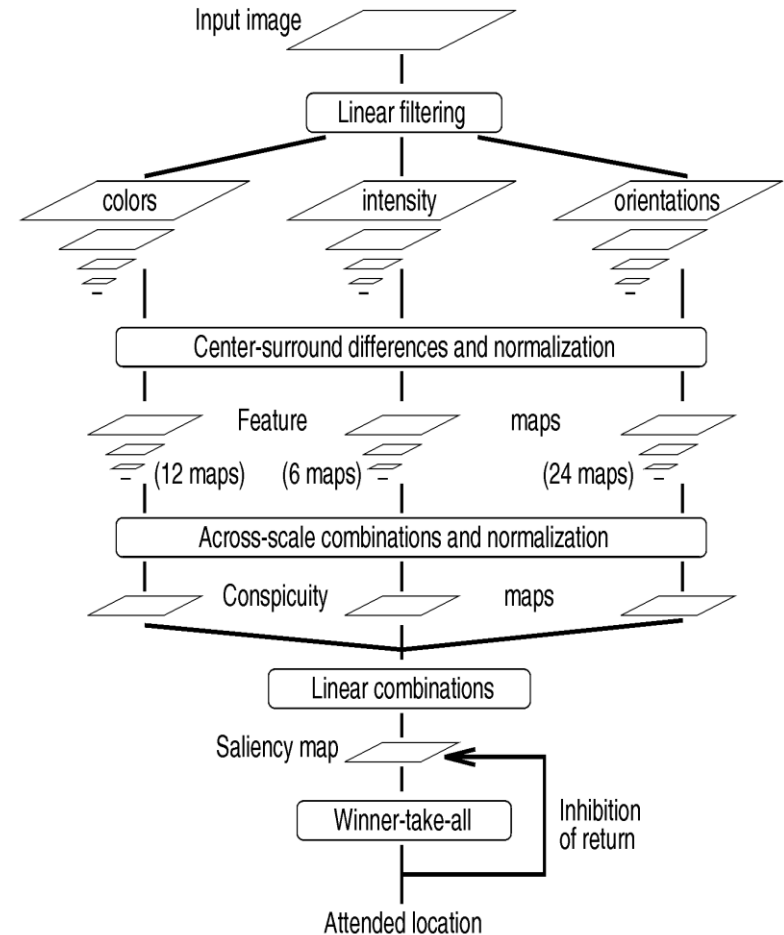 Input image
Linear filtering
colors
intensity
orientations
Center-surround differences and normalization
Feature maps
(12 maps) (6 maps) (24 maps)
Across-scale combinations and normalization
Conspicuity maps
Linear combinations
Saliency map
Winner-take-all
Inhibition
of return
Attended location